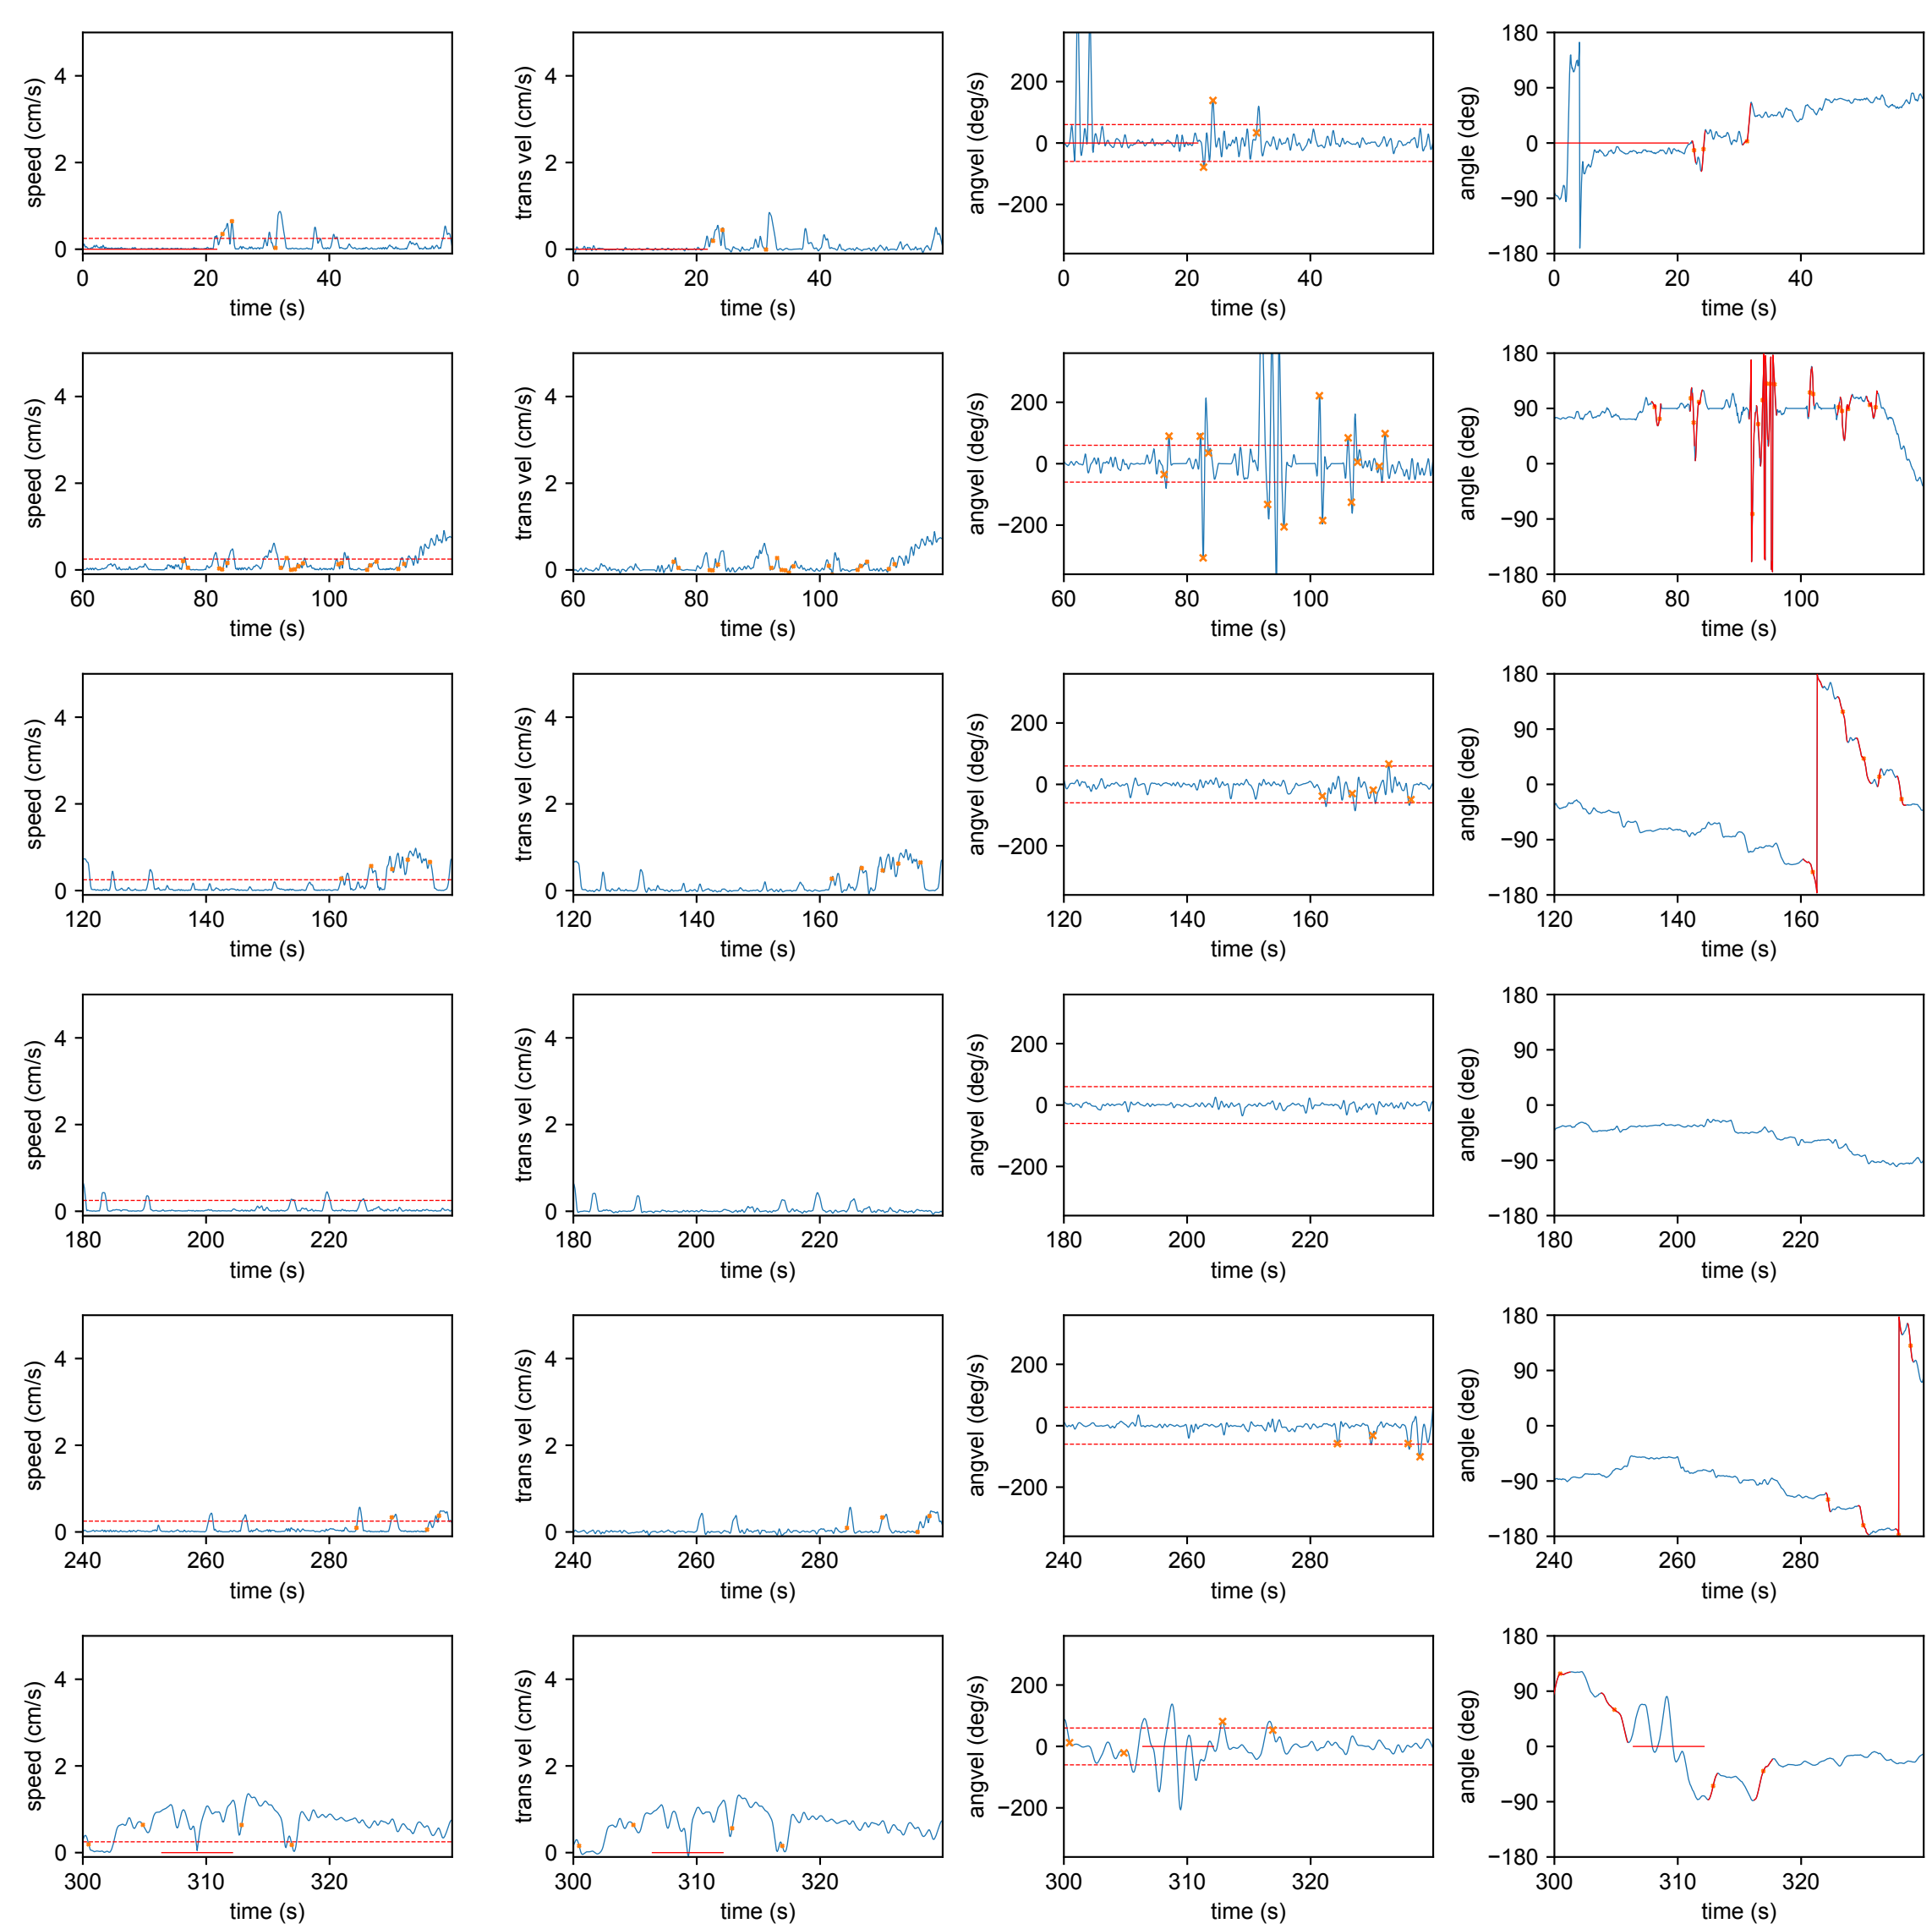 speed (cm/s) 4 2 0 0 20 40 time (s)
trans vel (cm/s) 4 2 0 0 20 40 time (s)
angvel (deg/s) 200 0 −200 0 20 40 time (s)
angle (deg) 180 90 0 −90 −180 0 20 40 time (s)
speed (cm/s) 4 2 0 60 80 100 time (s)
trans vel (cm/s) 4 2 0 60 80 100 time (s)
angvel (deg/s) 200 0 −200 60 80 100 time (s)
angle (deg) 180 90 0 −90 −180 60 80 100 time (s)
speed (cm/s) 4 2 0 120 140 160 time (s)
trans vel (cm/s) 4 2 0 120 140 160 time (s)
angvel (deg/s) 200 0 −200 120 140 160 time (s)
angle (deg) 180 90 0 −90 −180 120 140 160 time (s)
speed (cm/s) 4 2 0 180 200 220 time (s)
trans vel (cm/s) 4 2 0 180 200 220 time (s)
angvel (deg/s) 200 0 −200 180 200 220 time (s)
angle (deg) 180 90 0 −90 −180 180 200 220 time (s)
speed (cm/s) 4 2 0 240 260 280 time (s)
trans vel (cm/s) 4 2 0 240 260 280 time (s)
angvel (deg/s) 200 0 −200 240 260 280 time (s)
angle (deg) 180 90 0 −90 −180 240 260 280 time (s)
speed (cm/s) 4 2 0 300 310 320 time (s)
trans vel (cm/s) 4 2 0 300 310 320 time (s)
angvel (deg/s) 200 0 −200 300 310 320 time (s)
angle (deg) 180 90 0 −90 −180 300 310 320 time (s)